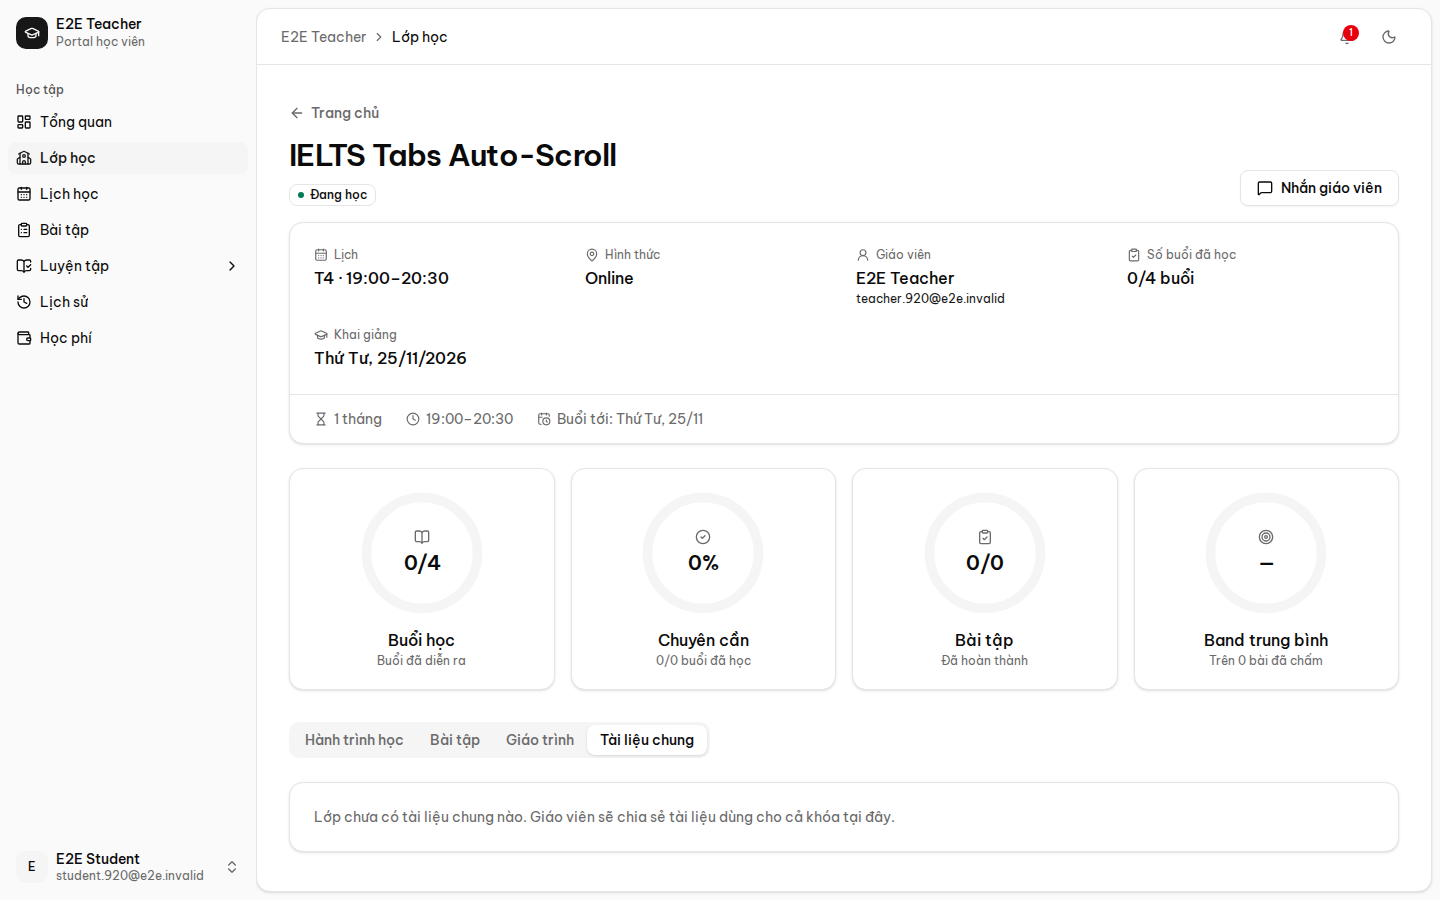 E2E Teacher
Portal học viên
Học tập
Tổng quan
Lớp học
Lịch học
Bài tập
Luyện tập
Lịch sử
Học phí
E
E2E Student
student.920@e2e.invalid
E2E Teacher > Lớp học
1
Trang chủ
IELTS Tabs Auto-Scroll
Đang học
Nhắn giáo viên
Lịch
T4 · 19:00–20:30
Hình thức
Online
Giáo viên
E2E Teacher
teacher.920@e2e.invalid
Số buổi đã học
0/4 buổi
Khai giảng
Thứ Tư, 25/11/2026
1 tháng
19:00–20:30
Buổi tới: Thứ Tư, 25/11
0/4
Buổi học
Buổi đã diễn ra
0%
Chuyên cần
0/0 buổi đã học
0/0
Bài tập
Đã hoàn thành
–
Band trung bình
Trên 0 bài đã chấm
Hành trình học
Bài tập
Giáo trình
Tài liệu chung
Lớp chưa có tài liệu chung nào. Giáo viên sẽ chia sẻ tài liệu dùng cho cả khóa tại đây.